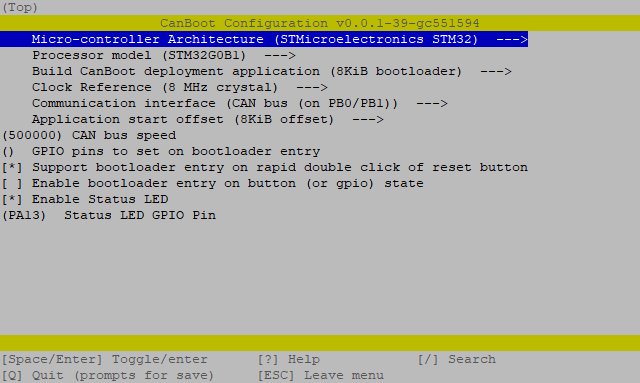 (Top)
CanBoot Configuration v0.0.1-39-gc551594
Micro-controller Architecture (STMicroelectronics STM32)  --->
Processor model (STM32G0B1)  --->
Build CanBoot deployment application (8KiB bootloader)  --->
Clock Reference (8 MHz crystal)  --->
Communication interface (CAN bus (on PB0/PB1))  --->
Application start offset (8KiB offset)  --->
(500000) CAN bus speed
()  GPIO pins to set on bootloader entry
[*] Support bootloader entry on rapid double click of reset button
[ ] Enable bootloader entry on button (or gpio) state
[*] Enable Status LED
(PA13)  Status LED GPIO Pin
[Space/Enter] Toggle/enter      [?] Help            [/] Search
[Q] Quit (prompts for save)     [ESC] Leave menu